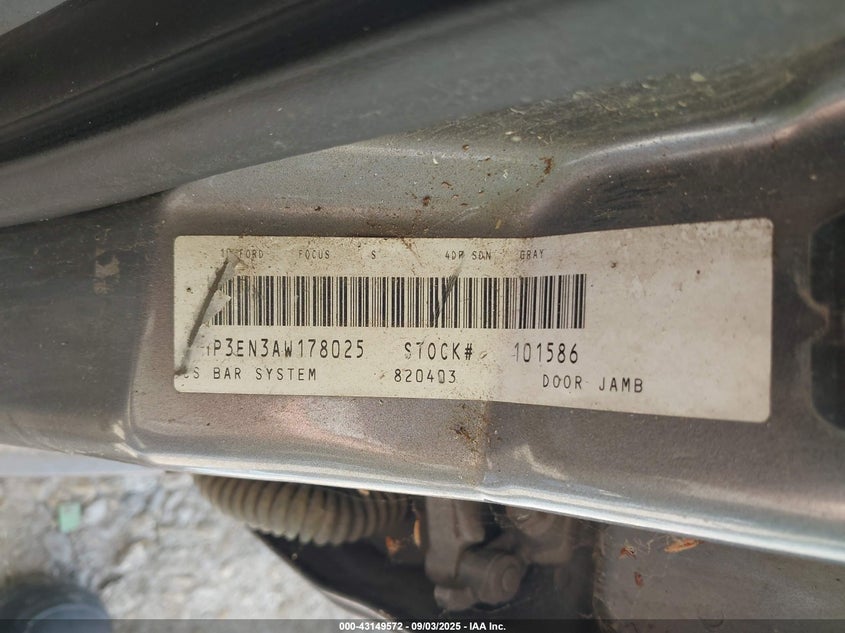 FORD FOCUS S 4DR SDN GRAY
P3EN3AW178025 STOCK# 101586
BAR SYSTEM 820403 DOOR JAMB
000-43149572 - 09/03/2025 - IAA Inc.